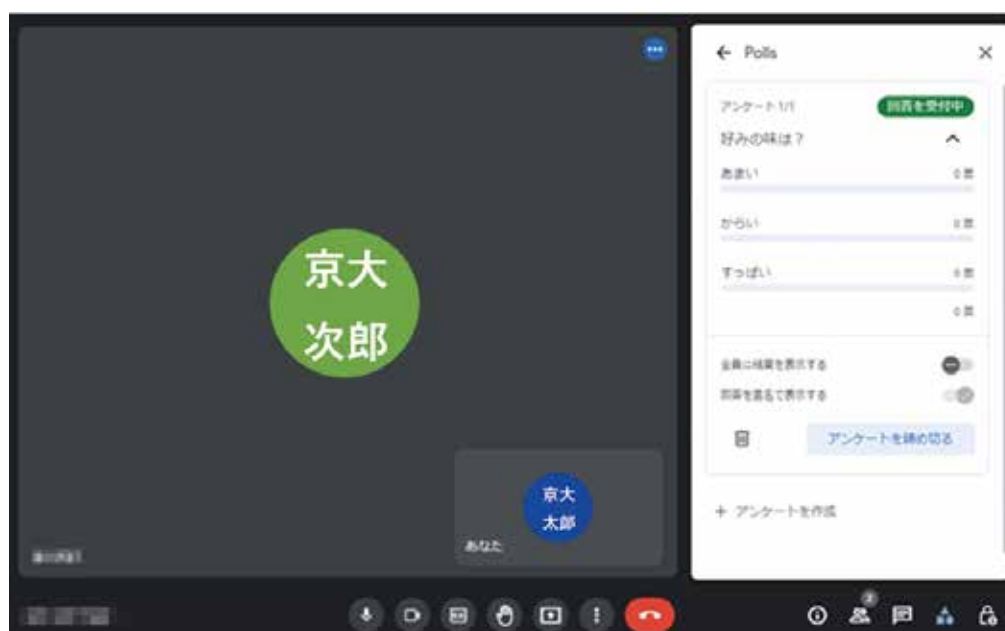 京大
次郎
京大
太郎
あなた
Polls
アンケート 1/1
回答を受付中
好みの味は？
あまい
0 票
からい
0 票
すっぱい
0 票
0 票
全員に結果を表示する
回答を匿名で表示する
アンケートを締め切る
+ アンケートを作成
2